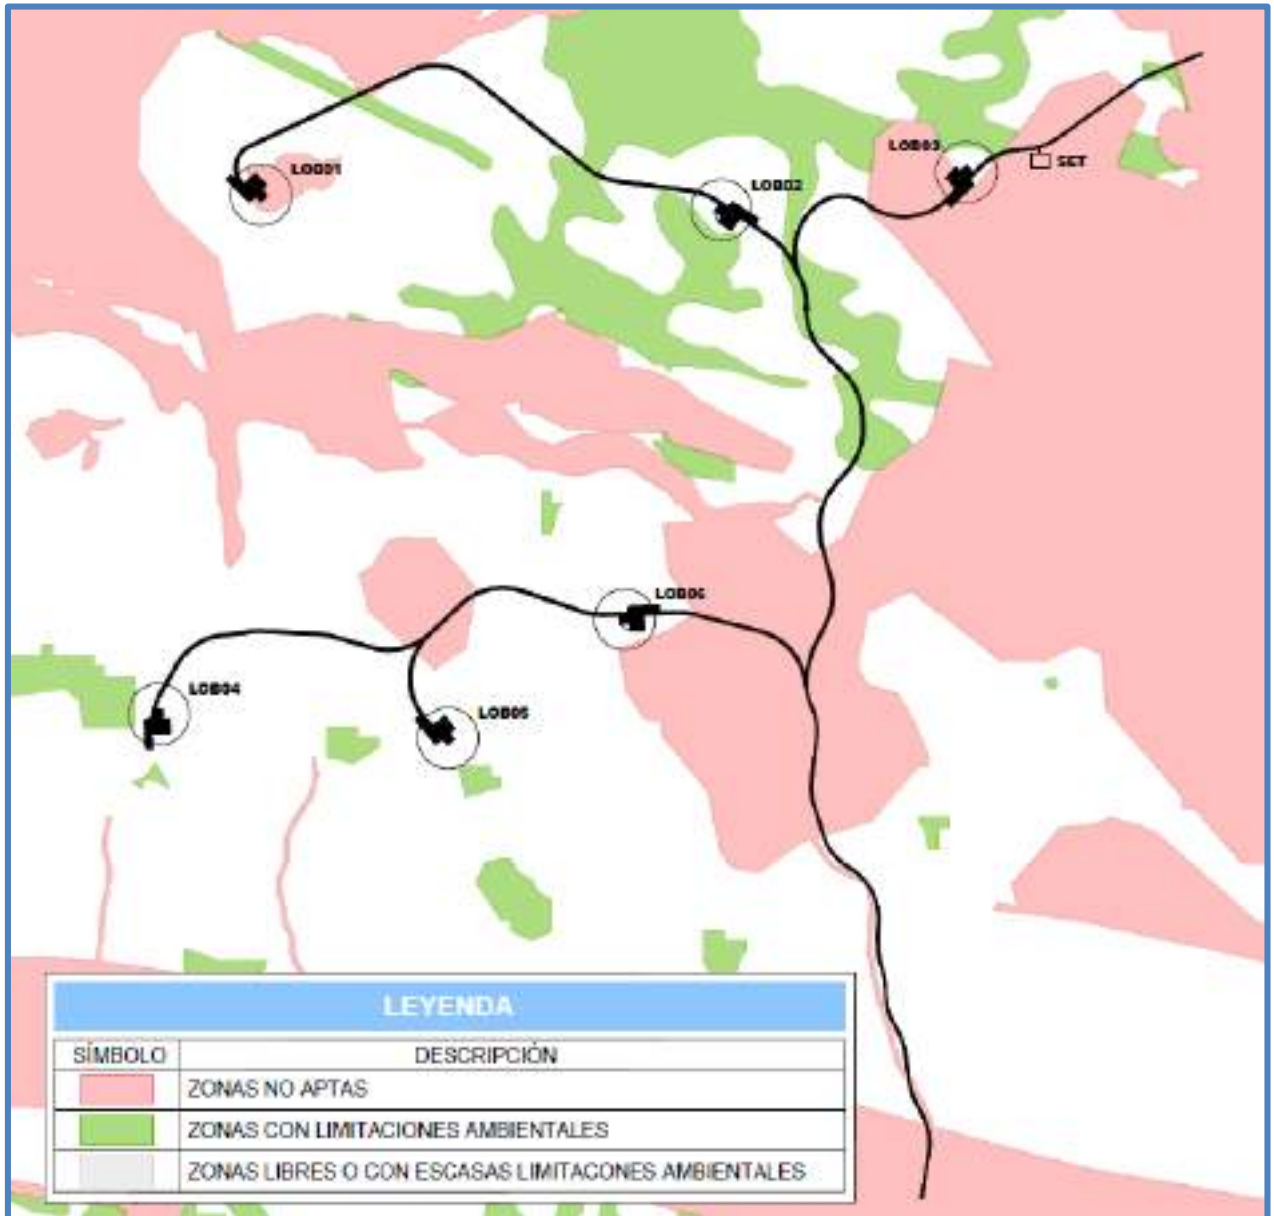 LOB03
SET
LOB01
LOB02
LOB06
LOB04
LOB05
LEYENDA
SÍMBOLO DESCRIPCIÓN
ZONAS NO APTAS
ZONAS CON LIMITACIONES AMBIENTALES
ZONAS LIBRES O CON ESCASAS LIMITACONES AMBIENTALES